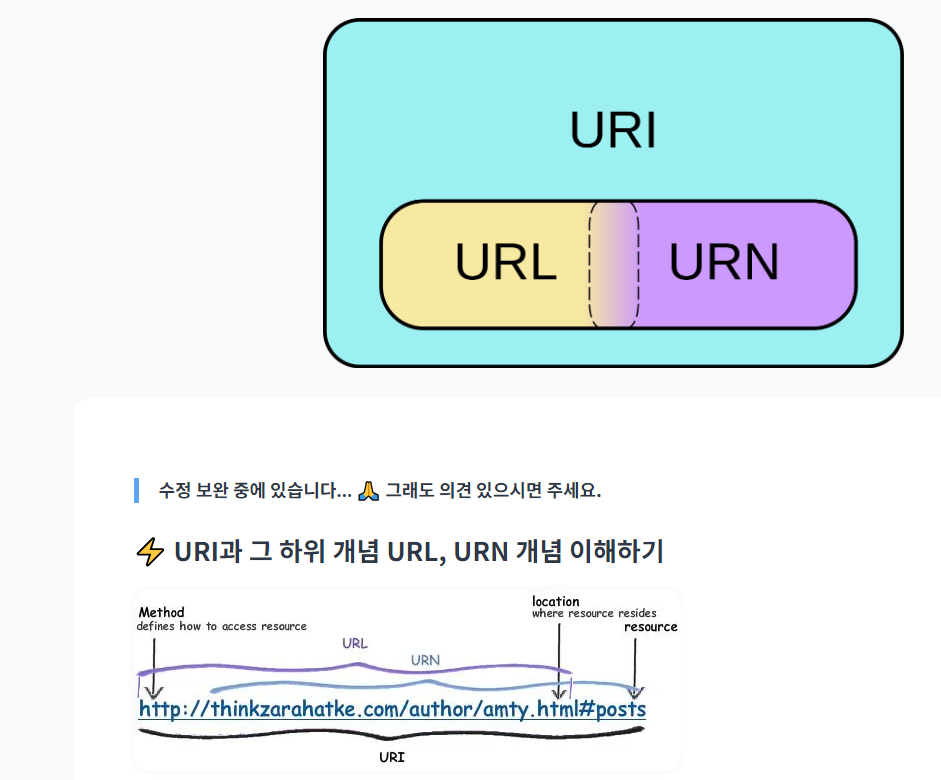 URI
URL URN
수정 보완 중에 있습니다... 🙏 그래도 의견 있으시면 주세요.
⚡ URI과 그 하위 개념 URL, URN 개념 이해하기
Method
defines how to access resource
location
where resource resides
resource
URL
URN
http://thinkzarahatke.com/author/amty.html#posts
URI